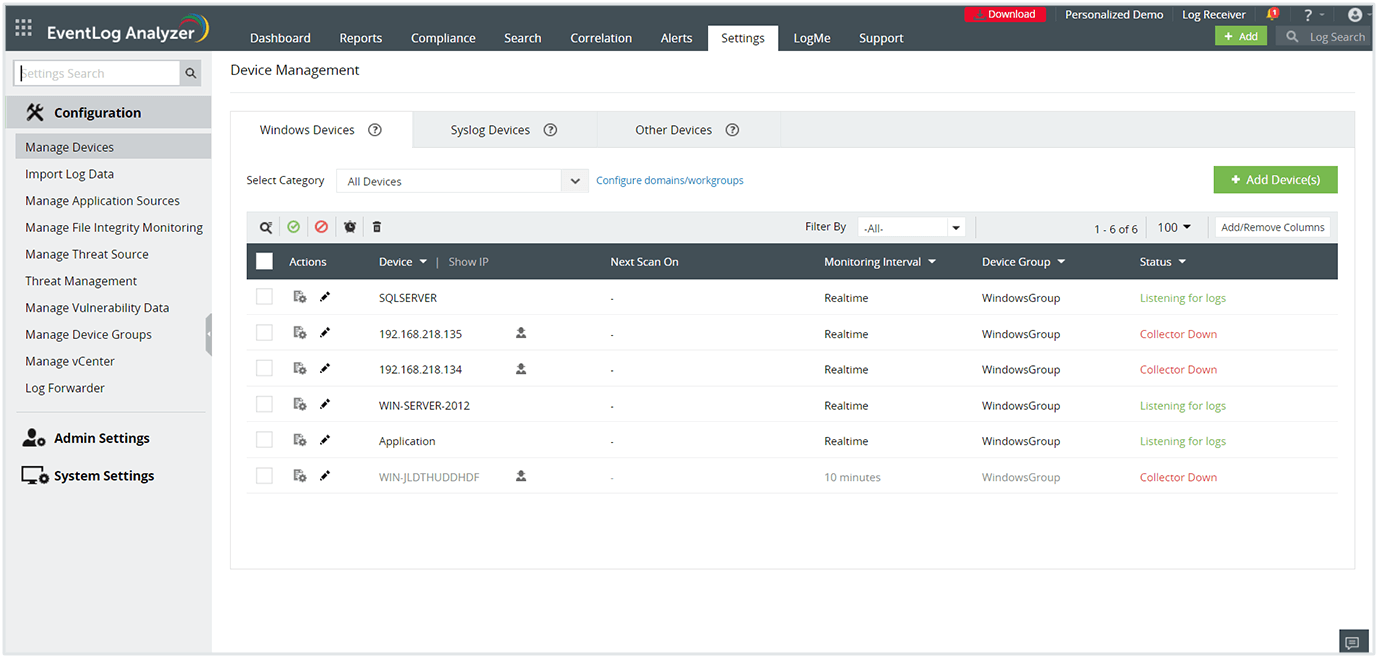 Download Personalized Demo Log Receiver 1 ?
EventLog Analyzer
Dashboard Reports Compliance Search Correlation Alerts Settings LogMe Support
+ Add Log Search
Settings Search
Device Management
Configuration
Manage Devices
Import Log Data
Manage Application Sources
Manage File Integrity Monitoring
Manage Threat Source
Threat Management
Manage Vulnerability Data
Manage Device Groups
Manage vCenter
Log Forwarder
Admin Settings
System Settings
Windows Devices ? Syslog Devices ? Other Devices ?
Select Category All Devices Configure domains/workgroups + Add Device(s)
Filter By -All- 1 - 6 of 6 100 Add/Remove Columns
Actions Device | Show IP Next Scan On Monitoring Interval Device Group Status
SQLSERVER - Realtime WindowsGroup Listening for logs
192.168.218.135 - Realtime WindowsGroup Collector Down
192.168.218.134 - Realtime WindowsGroup Collector Down
WIN-SERVER-2012 - Realtime WindowsGroup Listening for logs
Application - Realtime WindowsGroup Listening for logs
WIN-JLDTHUDDHDF - 10 minutes WindowsGroup Collector Down